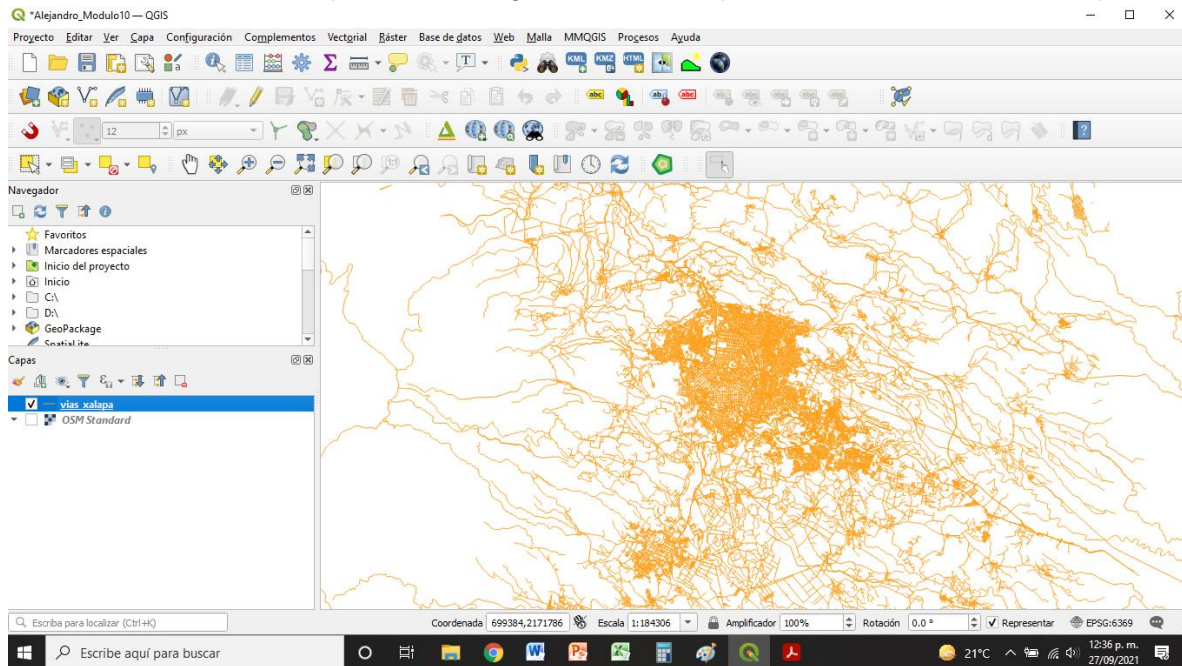 *Alejandro_Modulo10 — QGIS
Proyecto Editar Ver Capa Configuración Complementos Vectorial Ráster Base de datos Web Malla MMQGIS Procesos Ayuda
KML KMZ HTML
abc abc abc
12 px
Navegador
Favoritos
Marcadores espaciales
Inicio del proyecto
Inicio
C:\
D:\
GeoPackage
SpatiaLite
Capas
vias_xalapa
OSM Standard
Escriba para localizar (Ctrl+K) Coordenada 699384,2171786 Escala 1:184306 Amplificador 100% Rotación 0.0 ° Representar EPSG:6369
Escribe aquí para buscar 21°C 12:36 p. m.
27/09/2021